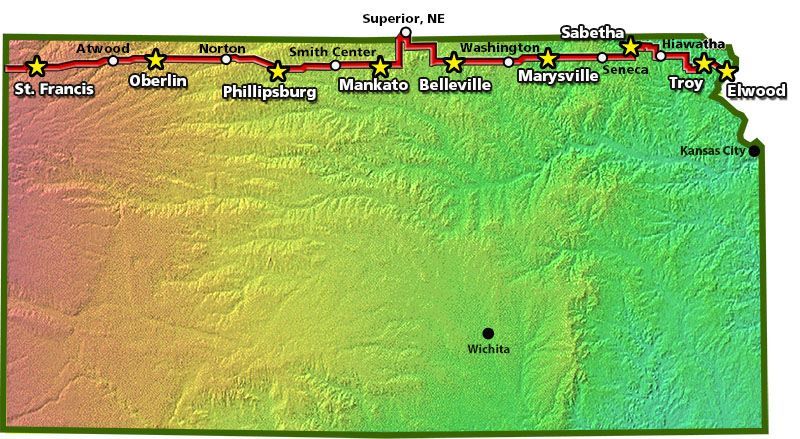 Superior, NE
Sabetha
Atwood
Norton
Smith Center
Washington
Hiawatha
St. Francis
Oberlin
Phillipsburg
Mankato
Belleville
Marysville
Seneca
Troy
Elwood
Kansas City
Wichita